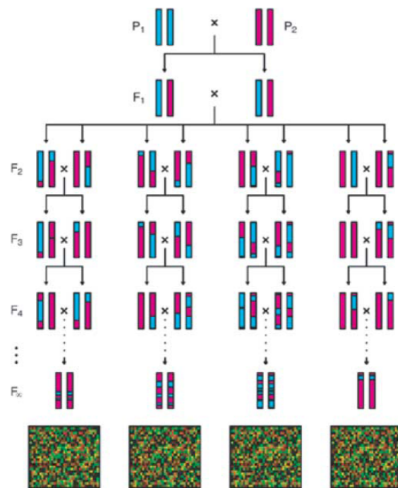 P₁ × P₂
F₁ ×
F₂ × × × ×
F₃ × × × ×
F₄ × × × ×
F∞